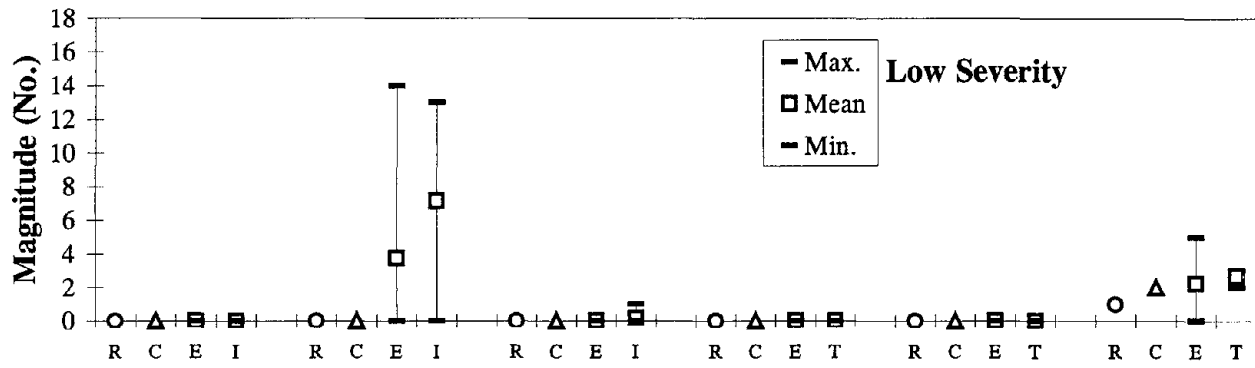 18
16
14
12
10
8
6
4
2
0
Magnitude (No.)
Max.
Mean
Min.
Low Severity
R C E I R C E I R C E I R C E T R C E T R C E T